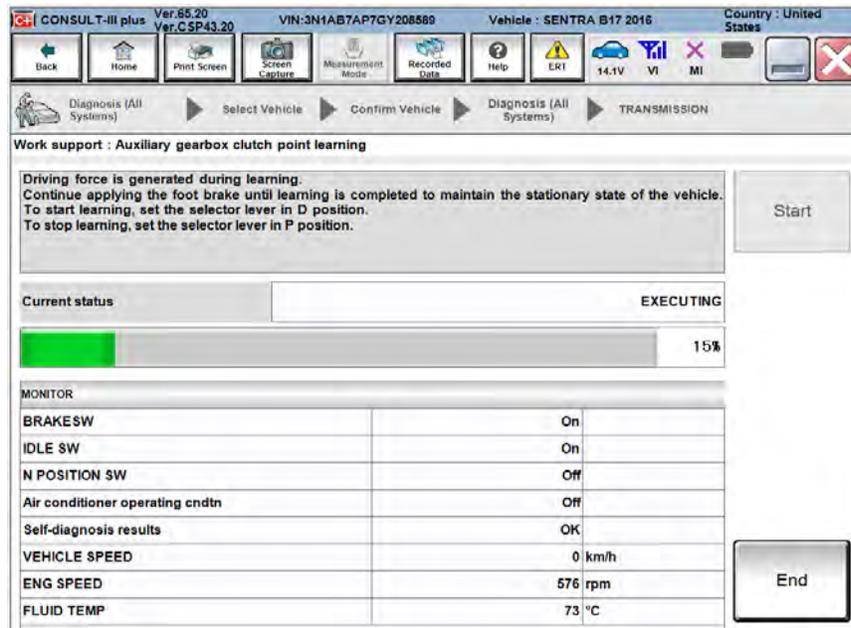 C+ CONSULT-III plus Ver.65.20 VIN:3N1AB7AP7GY208589 Vehicle : SENTRA B17 2016 Country : United
Ver.CSP43.20 States
Back Home Print Screen Screen Capture Measurement Mode Recorded Data Help ERT 14.1V VI MI
Diagnosis (All Systems) Select Vehicle Confirm Vehicle Diagnosis (All Systems) TRANSMISSION
Work support : Auxiliary gearbox clutch point learning
Driving force is generated during learning.
Continue applying the foot brake until learning is completed to maintain the stationary state of the vehicle.
To start learning, set the selector lever in D position.
To stop learning, set the selector lever in P position.
Start
Current status EXECUTING
15%
MONITOR
BRAKESW On
IDLE SW On
N POSITION SW Off
Air conditioner operating cndtn Off
Self-diagnosis results OK
VEHICLE SPEED 0 km/h
ENG SPEED 576 rpm
FLUID TEMP 73 °C
End